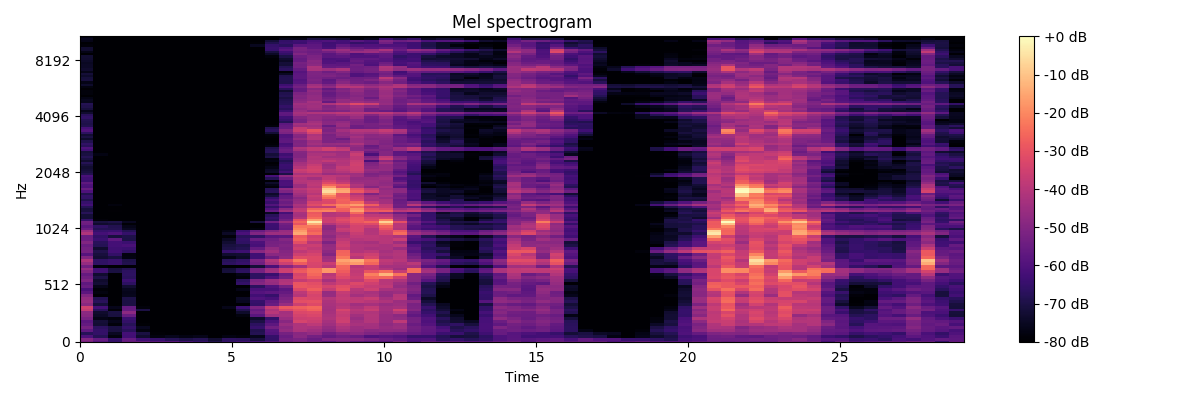 Mel spectrogram
Hz
8192
4096
2048
1024
512
0
0 5 10 15 20 25
Time
+0 dB
-10 dB
-20 dB
-30 dB
-40 dB
-50 dB
-60 dB
-70 dB
-80 dB